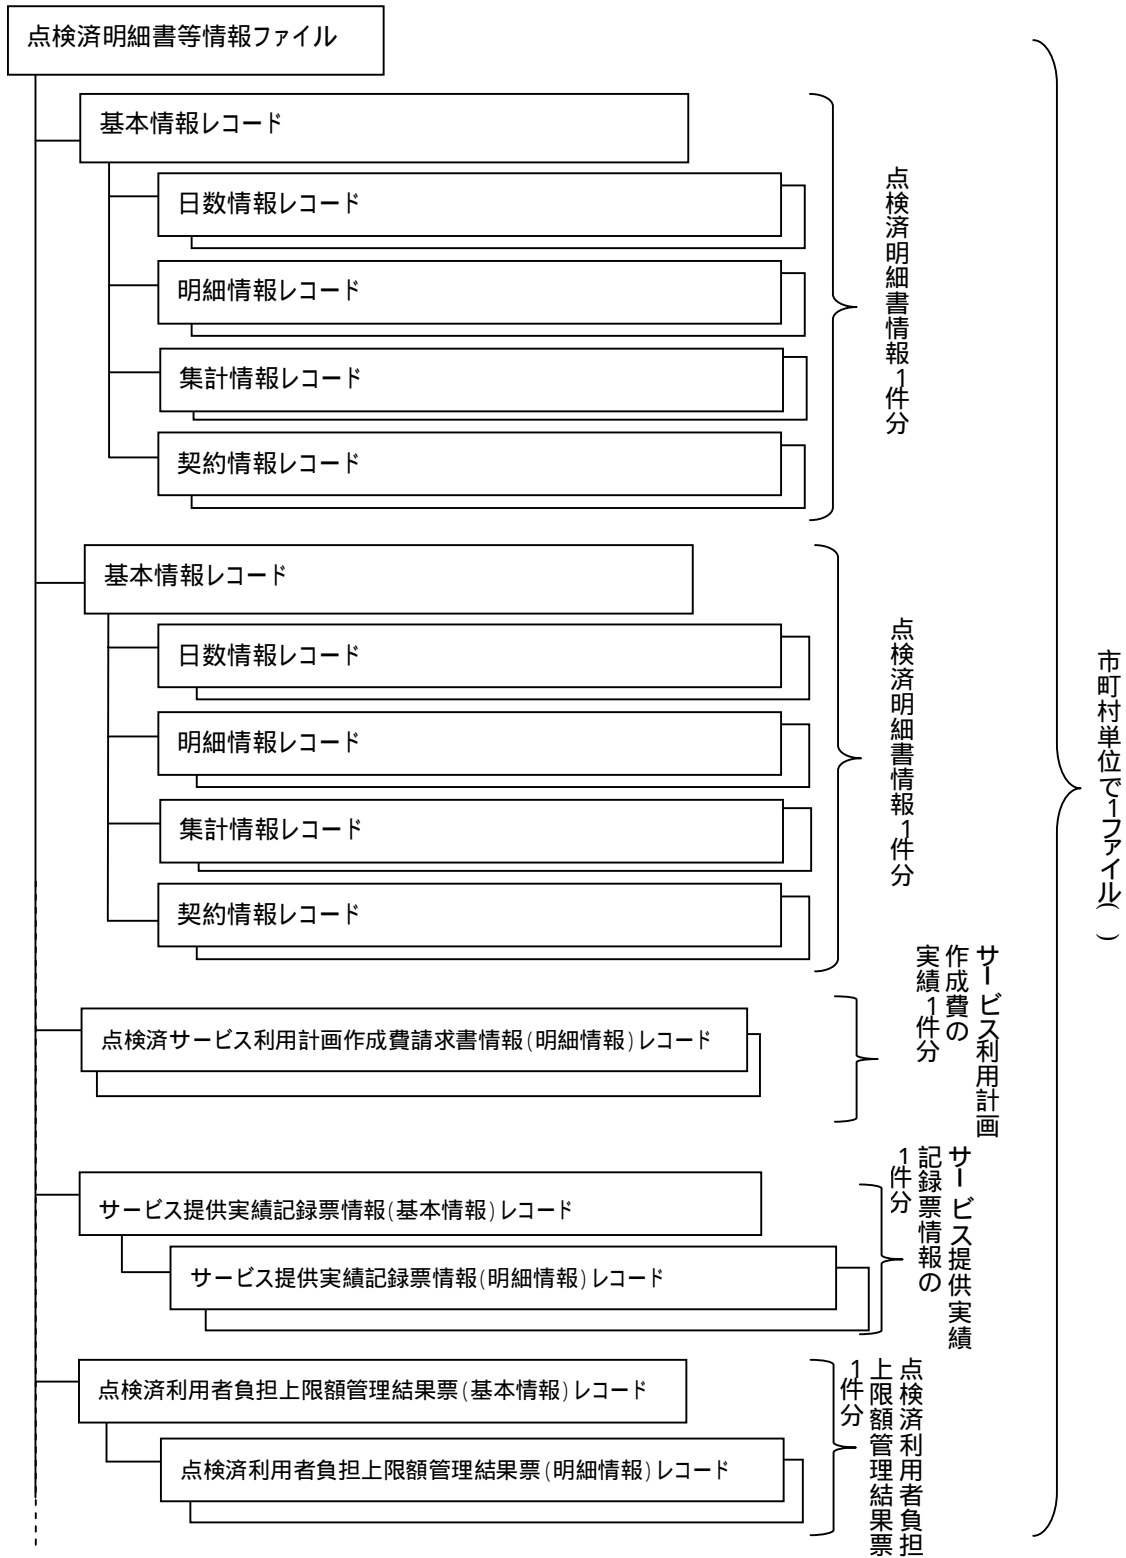 点検済明細書等情報ファイル
基本情報レコード
日数情報レコード
明細情報レコード
集計情報レコード
契約情報レコード
点検済明細書情報1件分
基本情報レコード
日数情報レコード
明細情報レコード
集計情報レコード
契約情報レコード
点検済明細書情報1件分
点検済サービス利用計画作成費請求書情報(明細情報)レコード
サービス利用計画
作成費の
実績1件分
サービス提供実績記録票情報(基本情報)レコード
サービス提供実績記録票情報(明細情報)レコード
サービス提供実績
記録票情報の
1件分
点検済利用者負担上限額管理結果票(基本情報)レコード
点検済利用者負担上限額管理結果票(明細情報)レコード
点検済利用者負担
上限額管理結果票
1件分
市町村単位で1ファイル( )